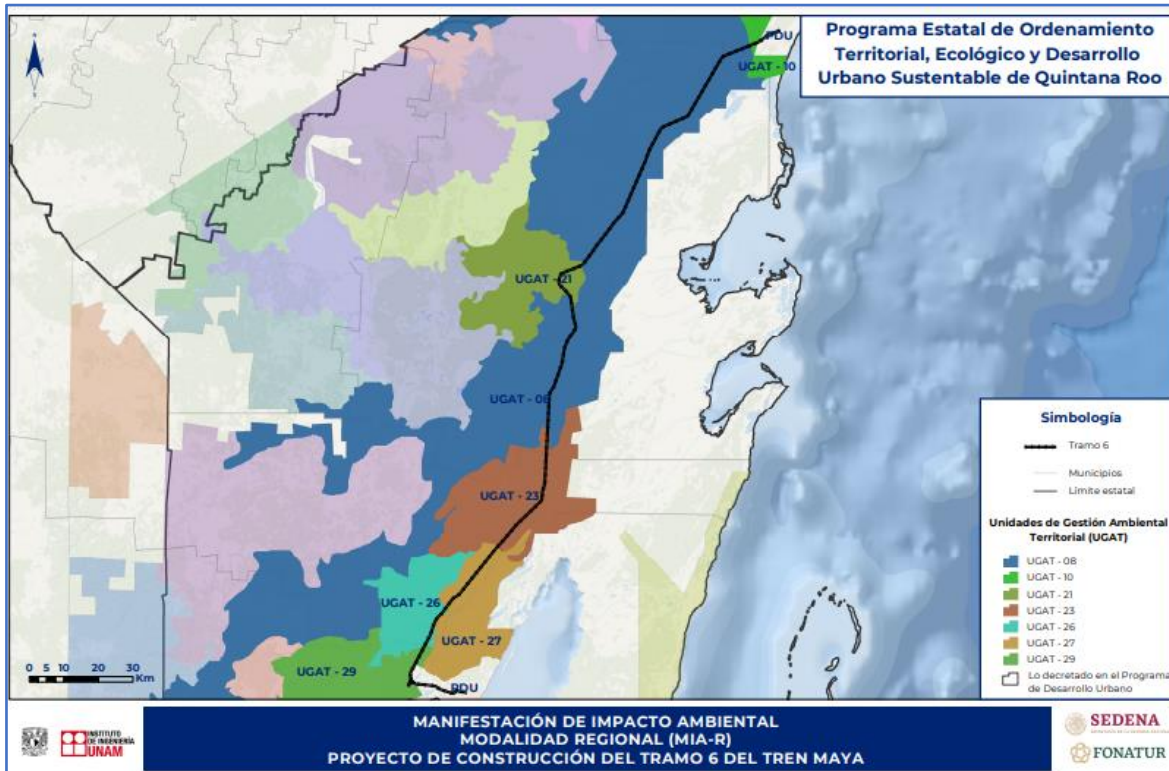 Programa Estatal de Ordenamiento
Territorial, Ecológico y Desarrollo
Urbano Sustentable de Quintana Roo
N
PDU
UGAT - 10
UGAT - 21
UGAT - 08
UGAT - 23
UGAT - 26
UGAT - 27
UGAT - 29
PDU
0 5 10 20 30
Km
Simbología
Tramo 6
Municipios
Límite estatal
Unidades de Gestión Ambiental
Territorial (UGAT)
UGAT - 08
UGAT - 10
UGAT - 21
UGAT - 23
UGAT - 26
UGAT - 27
UGAT - 29
Lo decretado en el Programa
de Desarrollo Urbano
INSTITUTO
DE INGENIERÍA
UNAM
MANIFESTACIÓN DE IMPACTO AMBIENTAL
MODALIDAD REGIONAL (MIA-R)
PROYECTO DE CONSTRUCCIÓN DEL TRAMO 6 DEL TREN MAYA
SEDENA
FONATUR